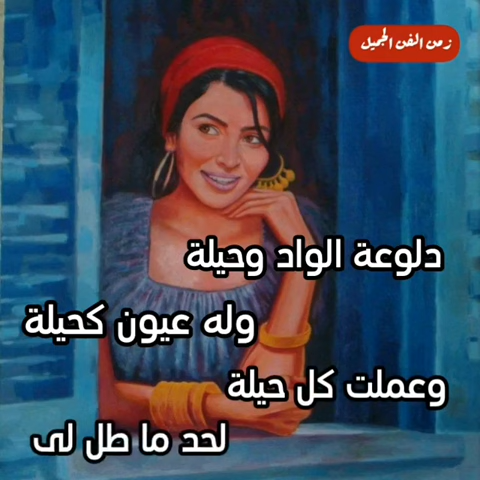 زمن الفن الجميل
دلوعة الواد وحيلة
وله عيون كحيلة
وعملت كل حيلة
لحد ما طل لى